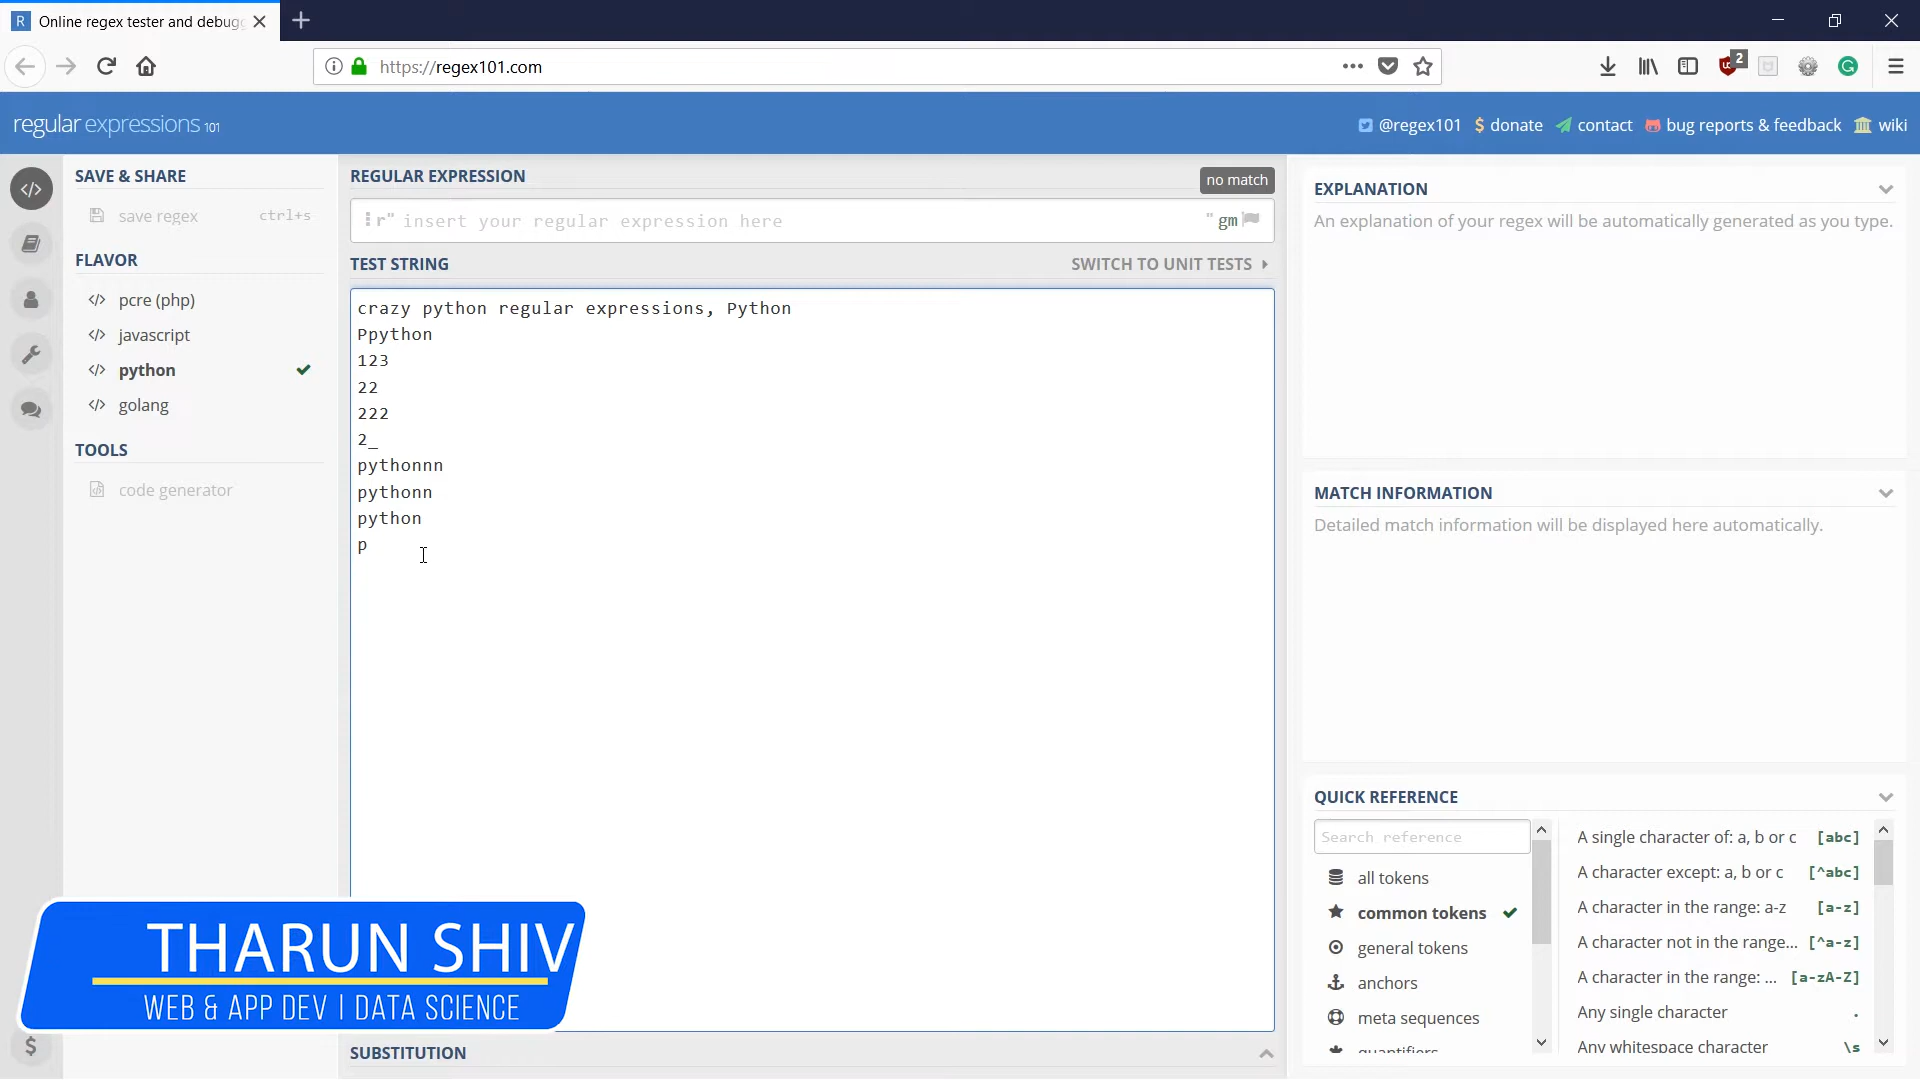 Online regex tester and debugg
https://regex101.com
2
regular expressions 101
@regex101
donate
contact
bug reports & feedback
wiki
SAVE & SHARE
save regex ctrl+s
FLAVOR
pcre (php)
javascript
python
golang
TOOLS
code generator
REGULAR EXPRESSION
no match
r" insert your regular expression here " gm
TEST STRING
SWITCH TO UNIT TESTS
crazy python regular expressions, Python
Ppython
123
22
222
2_
pythonnn
pythonn
python
p
SUBSTITUTION
EXPLANATION
An explanation of your regex will be automatically generated as you type.
MATCH INFORMATION
Detailed match information will be displayed here automatically.
QUICK REFERENCE
Search reference
all tokens
common tokens
general tokens
anchors
meta sequences
quantifiers
A single character of: a, b or c [abc]
A character except: a, b or c [^abc]
A character in the range: a-z [a-z]
A character not in the range... [^a-z]
A character in the range: ... [a-zA-Z]
Any single character .
Any whitespace character \s
THARUN SHIV
WEB & APP DEV | DATA SCIENCE